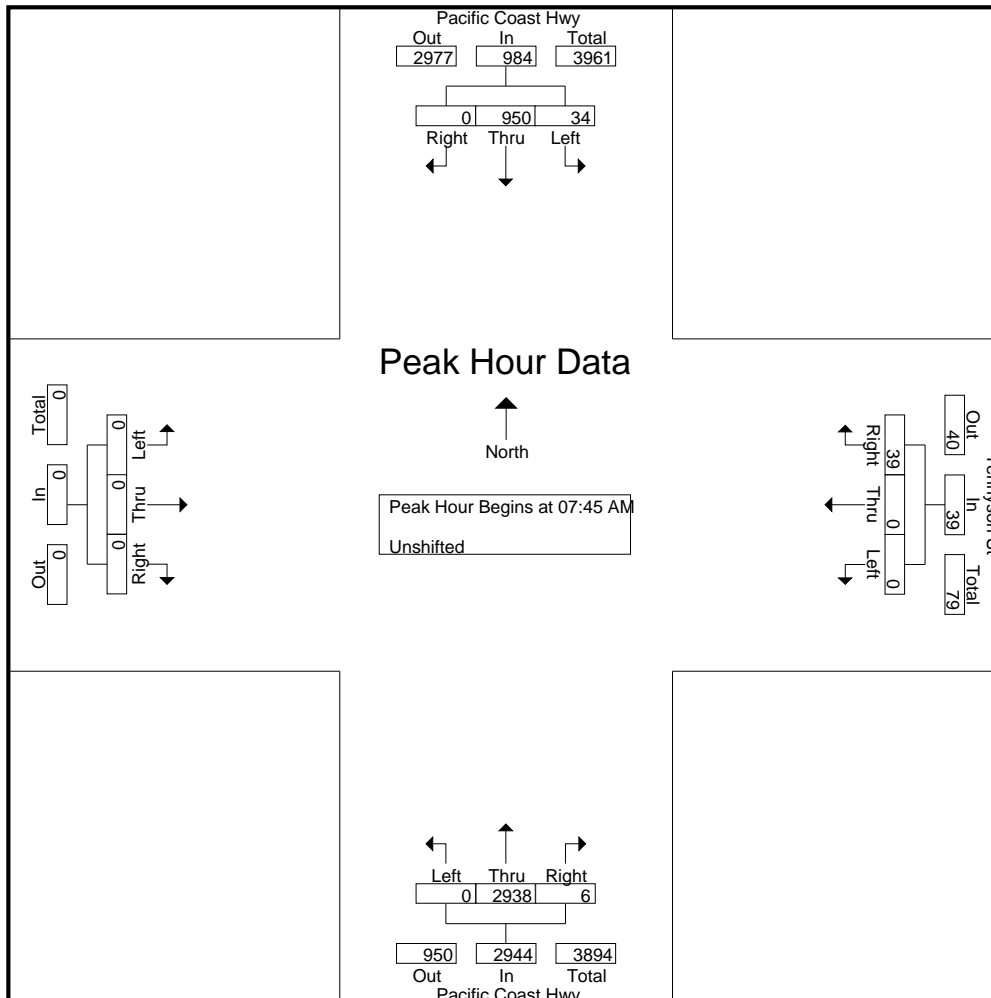 Pacific Coast Hwy
Out In Total
2977 984 3961
0 950 34
Right Thru Left
Peak Hour Data
North
Peak Hour Begins at 07:45 AM
Unshifted
Total In Out
0 0 0
0 0 0
Left Thru Right
Right Thru Left
39 0 0
Out In Total
40 39 79
Left Thru Right
0 2938 6
950 2944 3894
Out In Total
Pacific Coast Hwy